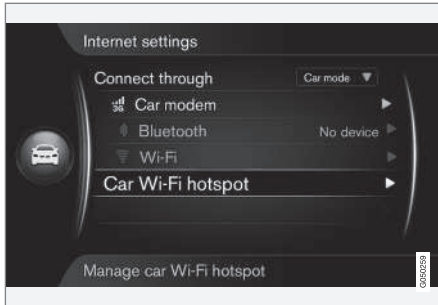 Internet settings
Connect through Car mode
3G Car modem
Bluetooth No device
Wi-Fi
Car Wi-Fi hotspot
Manage car Wi-Fi hotspot
G050259